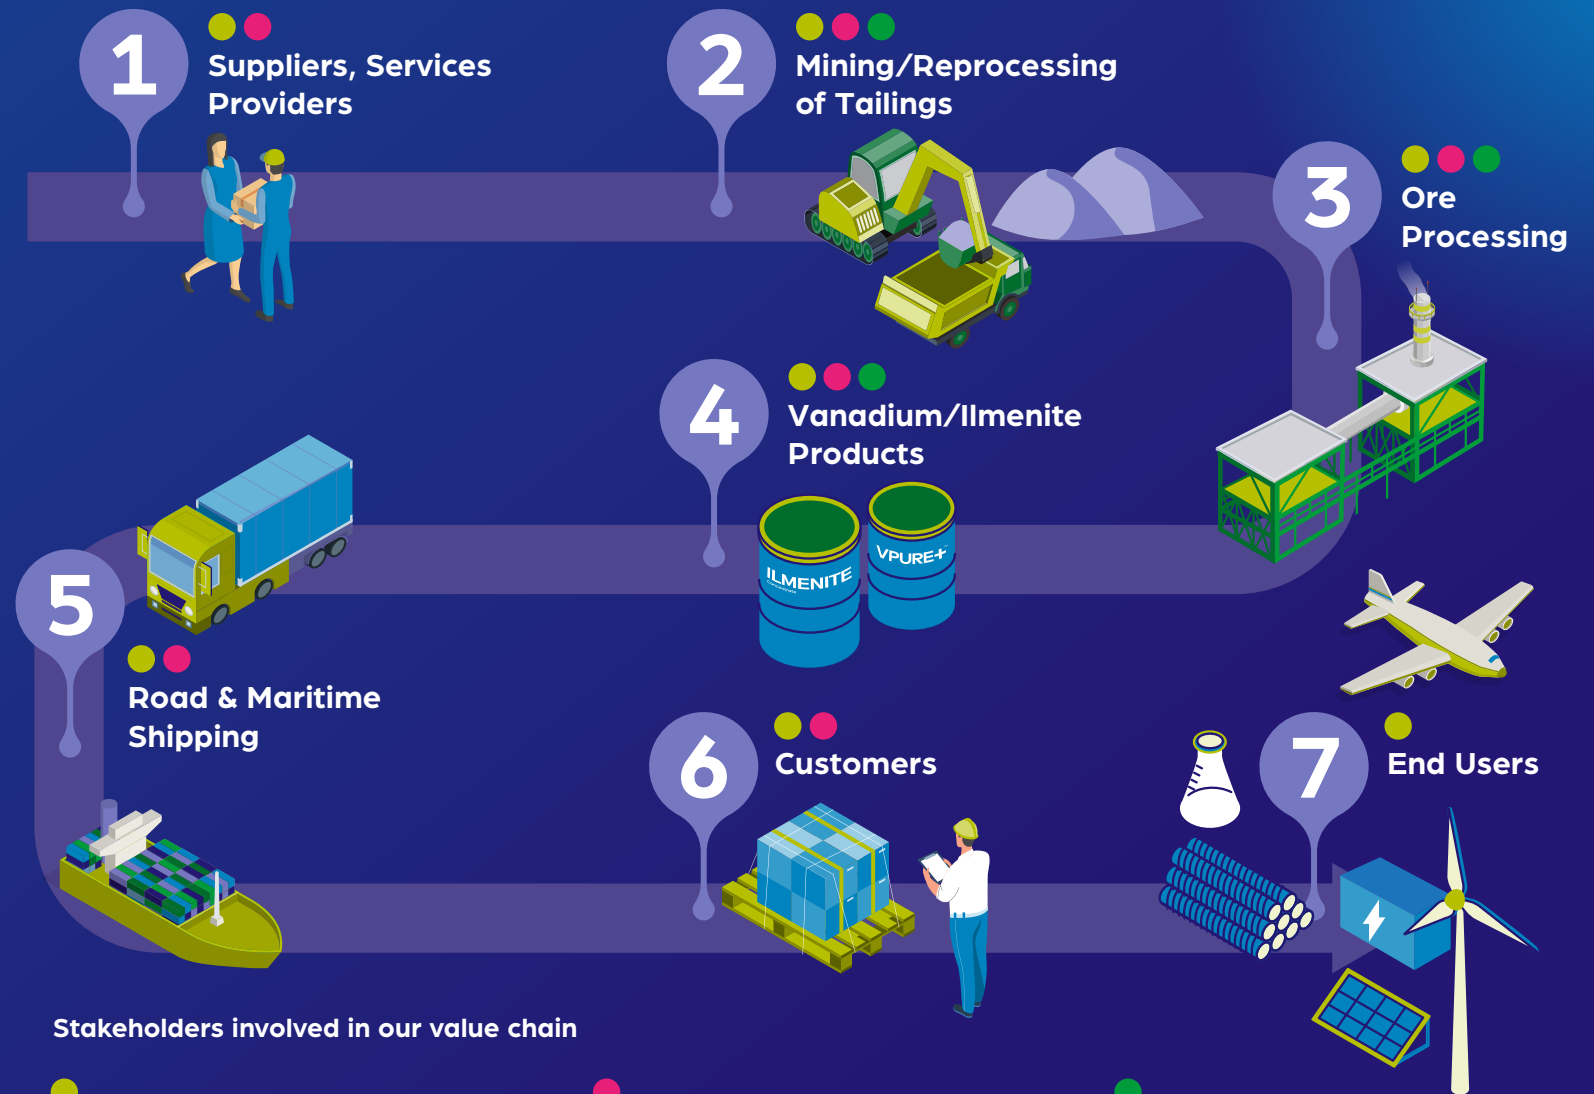 1
Suppliers, Services
Providers
2
Mining/Reprocessing
of Tailings
3
Ore
Processing
4
Vanadium/Ilmenite
Products
ILMENITE
Concentrate
VPURE+
5
Road & Maritime
Shipping
6
Customers
7
End Users
Stakeholders involved in our value chain